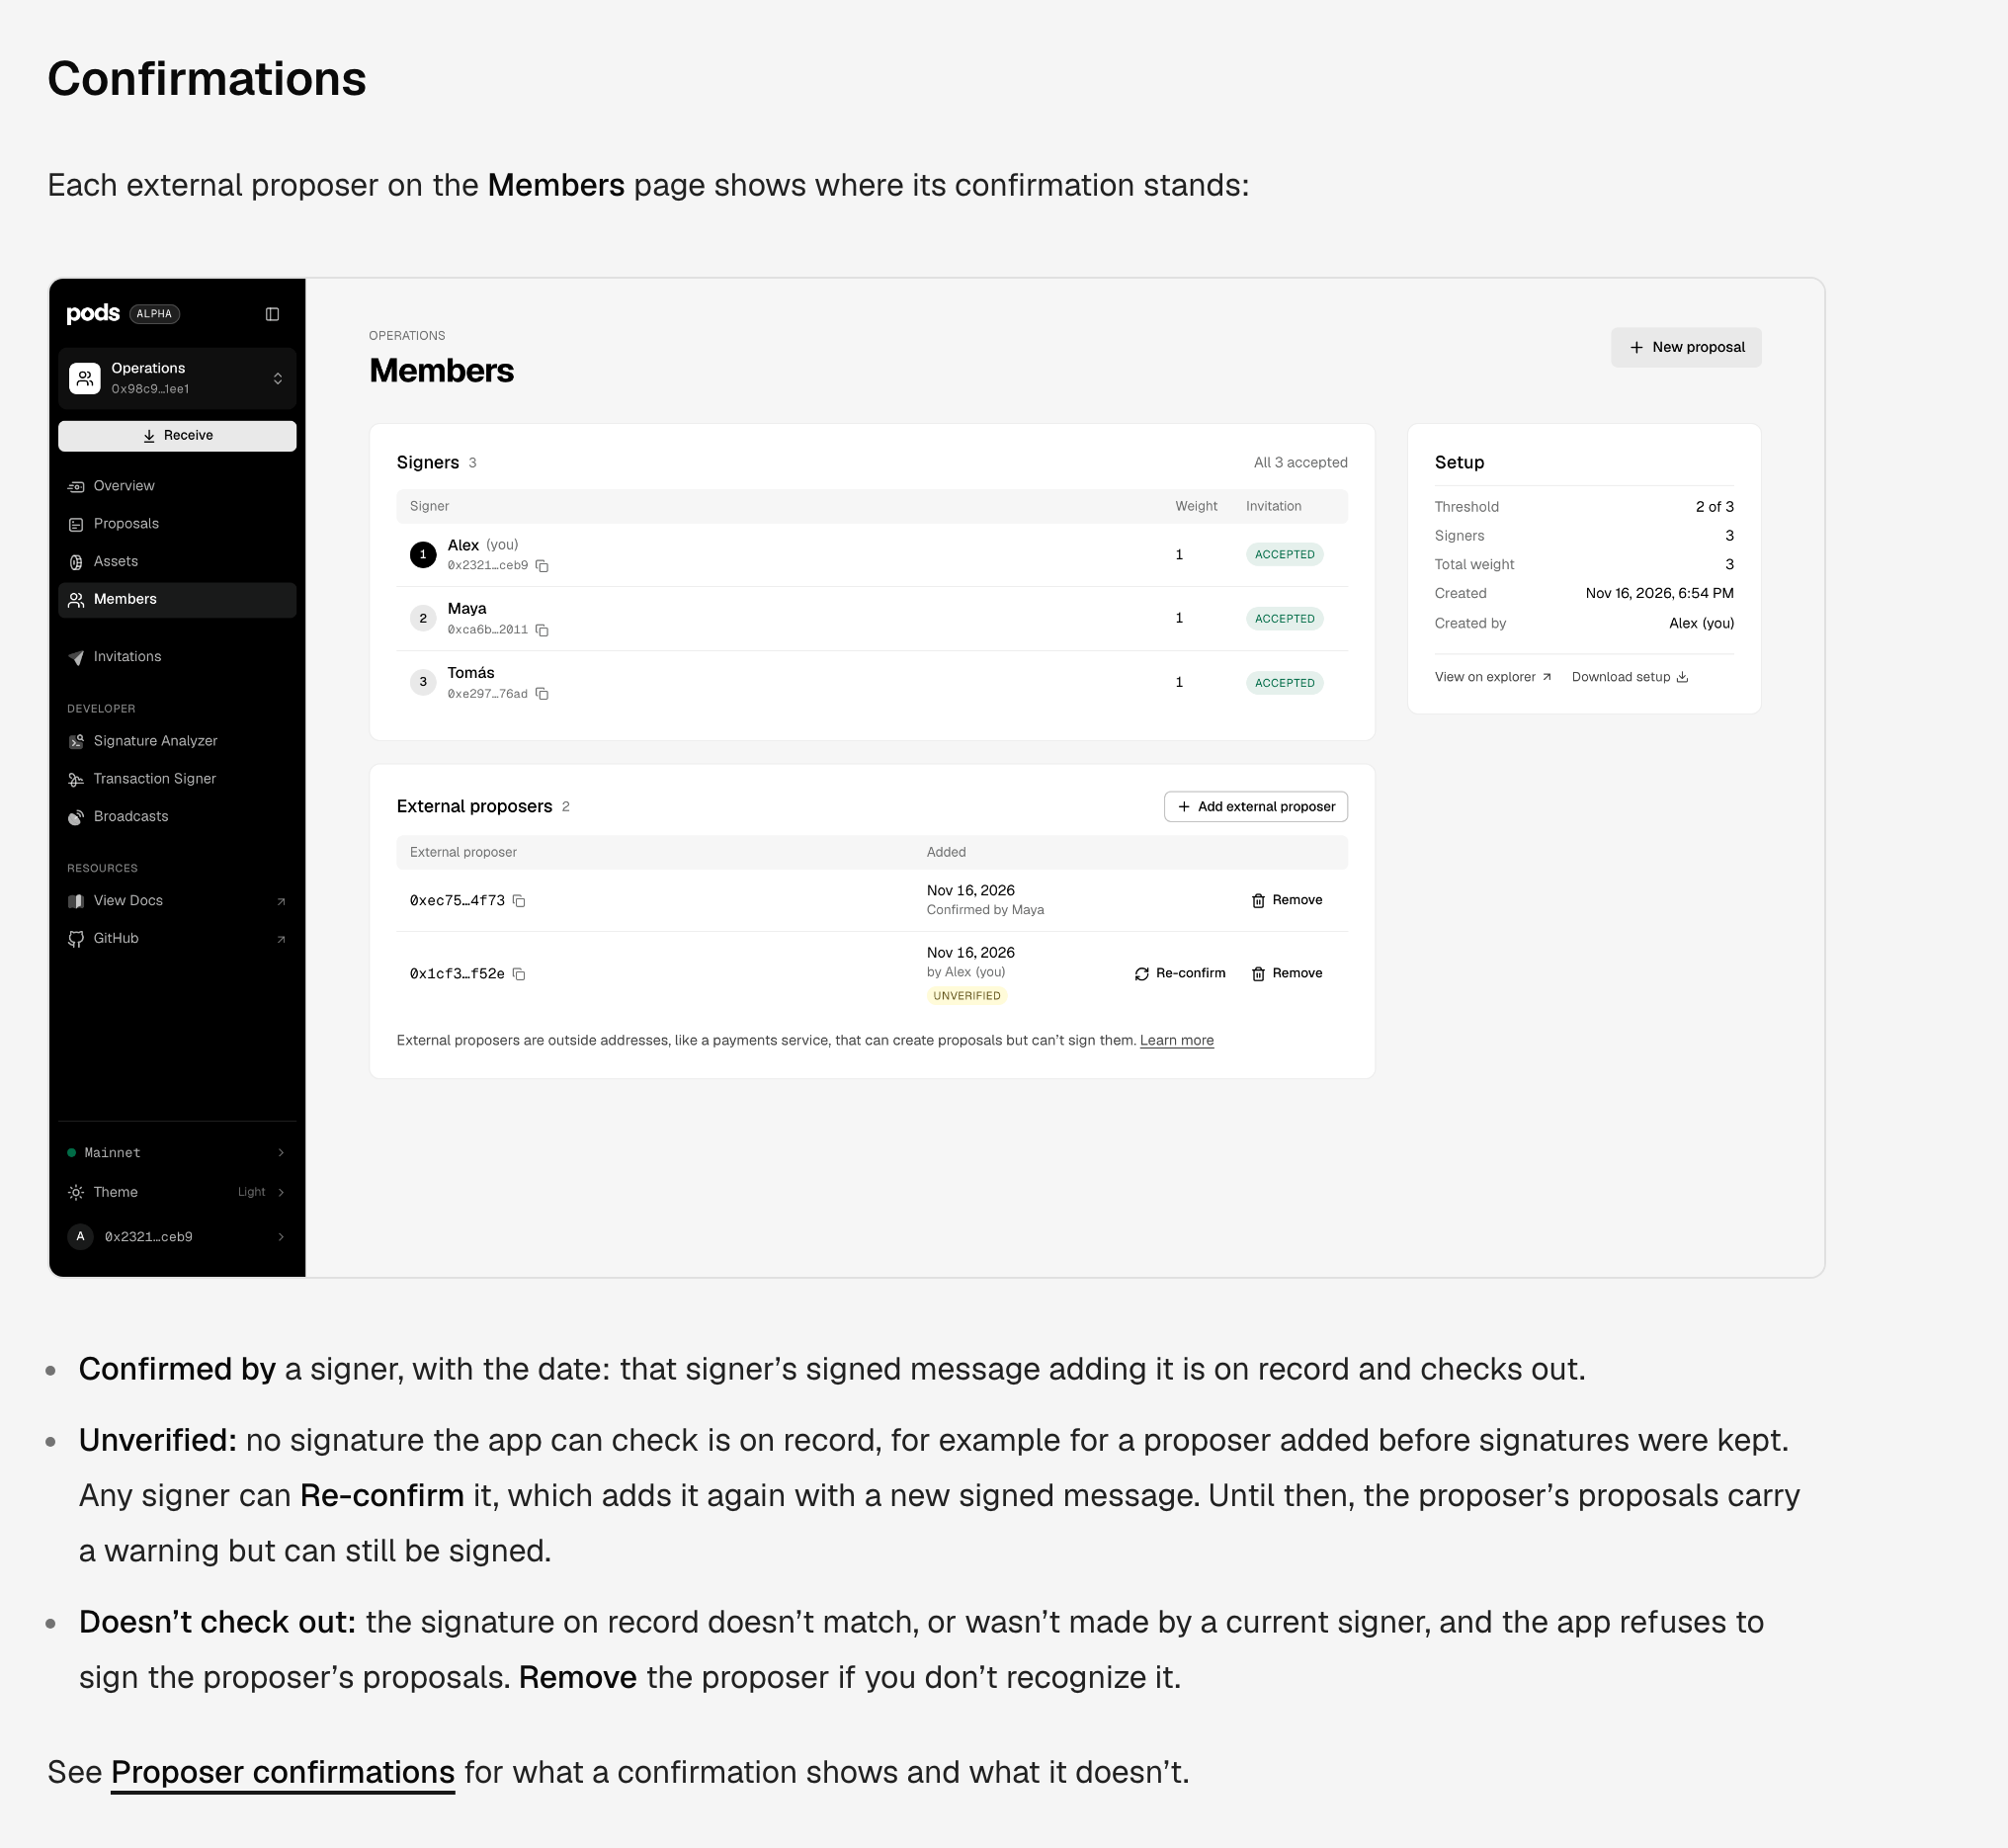 Confirmations
Each external proposer on the Members page shows where its confirmation stands:
pods ALPHA
Operations
0x98c9…1ee1
Receive
Overview
Proposals
Assets
Members
Invitations
DEVELOPER
Signature Analyzer
Transaction Signer
Broadcasts
RESOURCES
View Docs
GitHub
Mainnet
Theme Light
A 0x2321…ceb9
OPERATIONS
Members
New proposal
Signers 3 All 3 accepted
Signer Weight Invitation
1 Alex (you) 1 ACCEPTED
0x2321…ceb9
2 Maya 1 ACCEPTED
0xca6b…2011
3 Tomás 1 ACCEPTED
0xe297…76ad
Setup
Threshold 2 of 3
Signers 3
Total weight 3
Created Nov 16, 2026, 6:54 PM
Created by Alex (you)
View on explorer Download setup
External proposers 2 Add external proposer
External proposer Added
0xec75…4f73 Nov 16, 2026 Remove
Confirmed by Maya
0x1cf3…f52e Nov 16, 2026 Re-confirm Remove
by Alex (you)
UNVERIFIED
External proposers are outside addresses, like a payments service, that can create proposals but can’t sign them. Learn more
Confirmed by a signer, with the date: that signer’s signed message adding it is on record and checks out.
Unverified: no signature the app can check is on record, for example for a proposer added before signatures were kept.
Any signer can Re-confirm it, which adds it again with a new signed message. Until then, the proposer’s proposals carry
a warning but can still be signed.
Doesn’t check out: the signature on record doesn’t match, or wasn’t made by a current signer, and the app refuses to
sign the proposer’s proposals. Remove the proposer if you don’t recognize it.
See Proposer confirmations for what a confirmation shows and what it doesn’t.